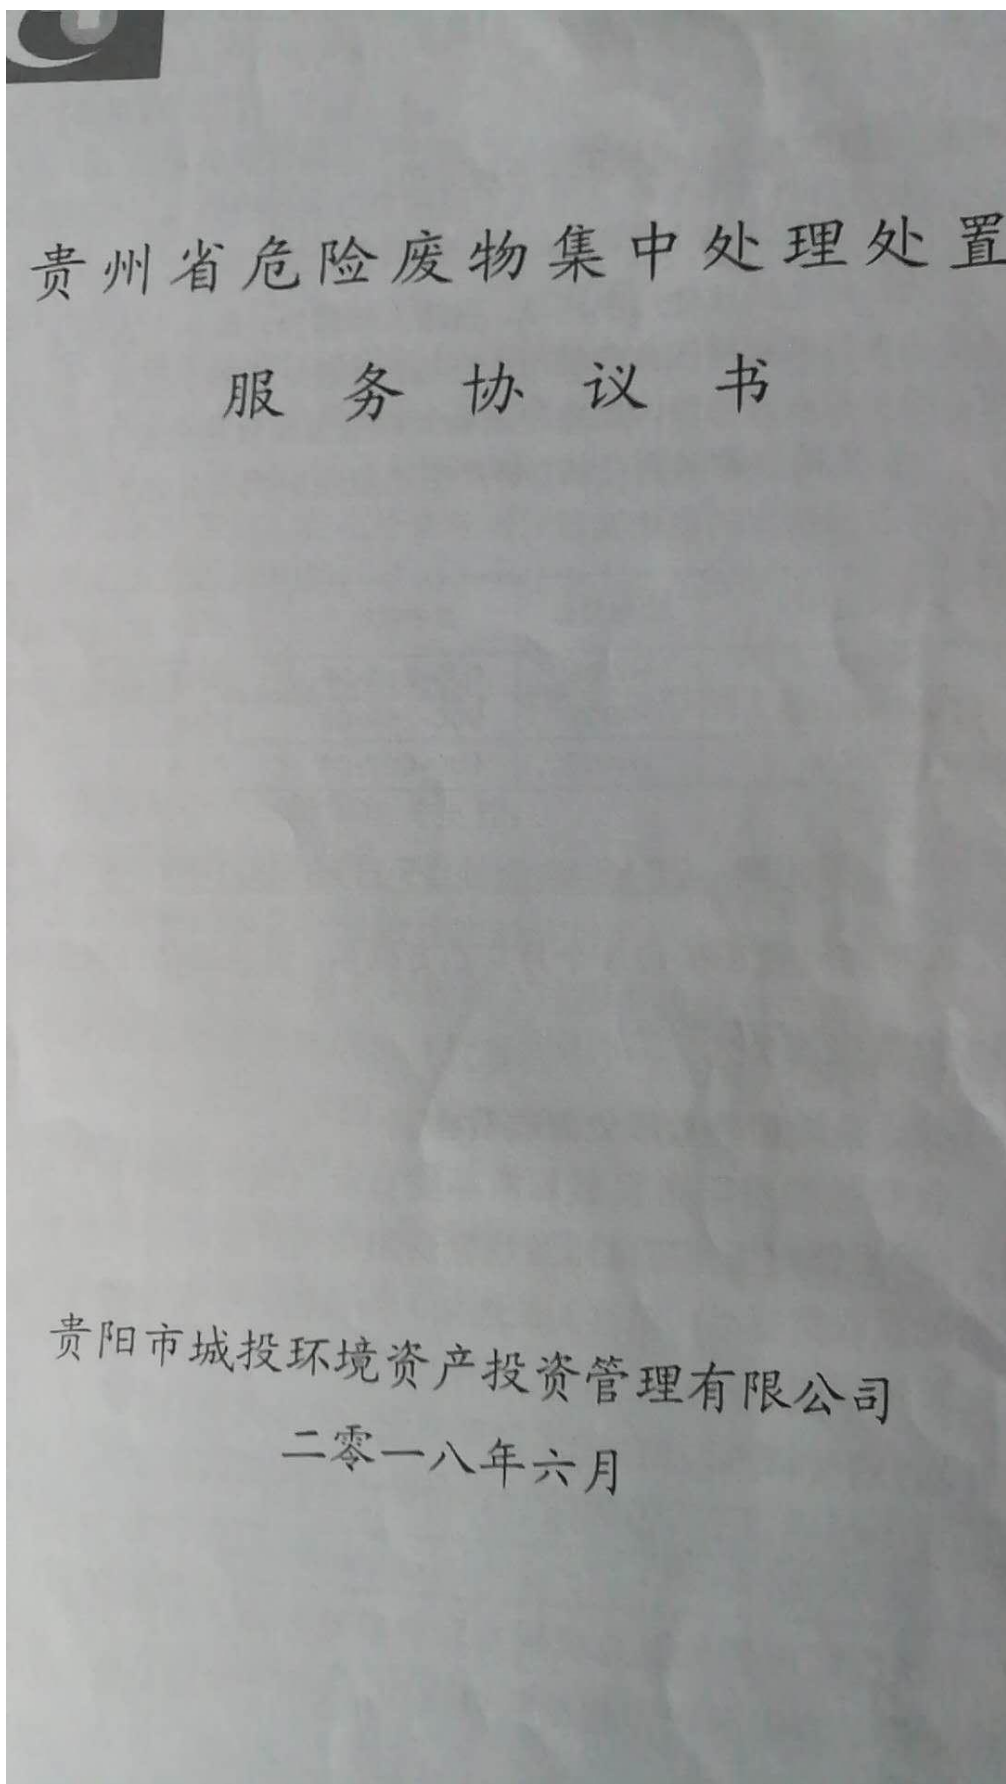 贵州省危险废物集中处理处置
服务协议书
贵阳市城投环境资产投资管理有限公司
二零一八年六月